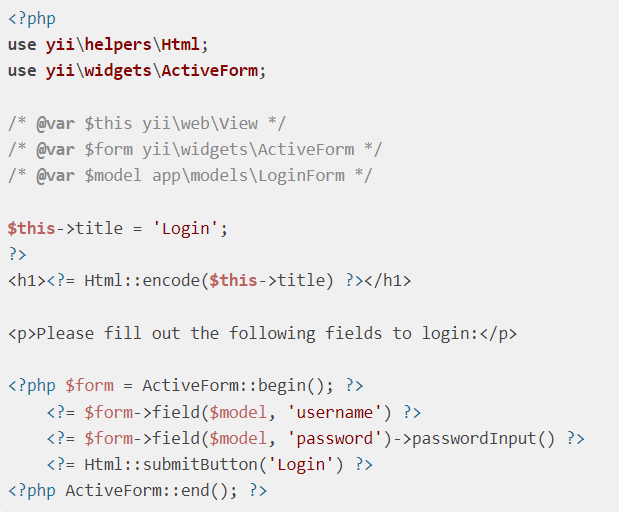 <?php
use yii\helpers\Html;
use yii\widgets\ActiveForm;

/* @var $this yii\web\View */
/* @var $form yii\widgets\ActiveForm */
/* @var $model app\models\LoginForm */

$this->title = 'Login';
?>
<h1><?= Html::encode($this->title) ?></h1>

<p>Please fill out the following fields to login:</p>

<?php $form = ActiveForm::begin(); ?>
    <?= $form->field($model, 'username') ?>
    <?= $form->field($model, 'password')->passwordInput() ?>
    <?= Html::submitButton('Login') ?>
<?php ActiveForm::end(); ?>